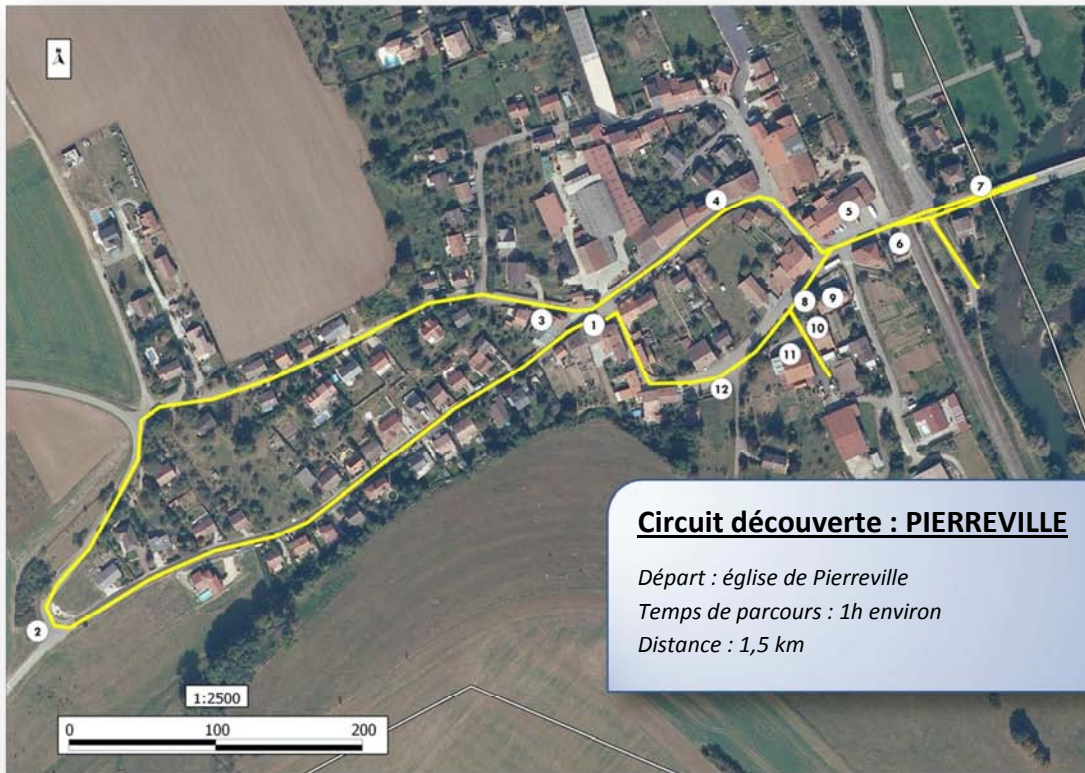 7
4
5
6
8
9
3
1
10
11
12
Circuit découverte : PIERREVILLE
Départ : église de Pierreville
Temps de parcours : 1h environ
Distance : 1,5 km
2
1:2500
0 100 200